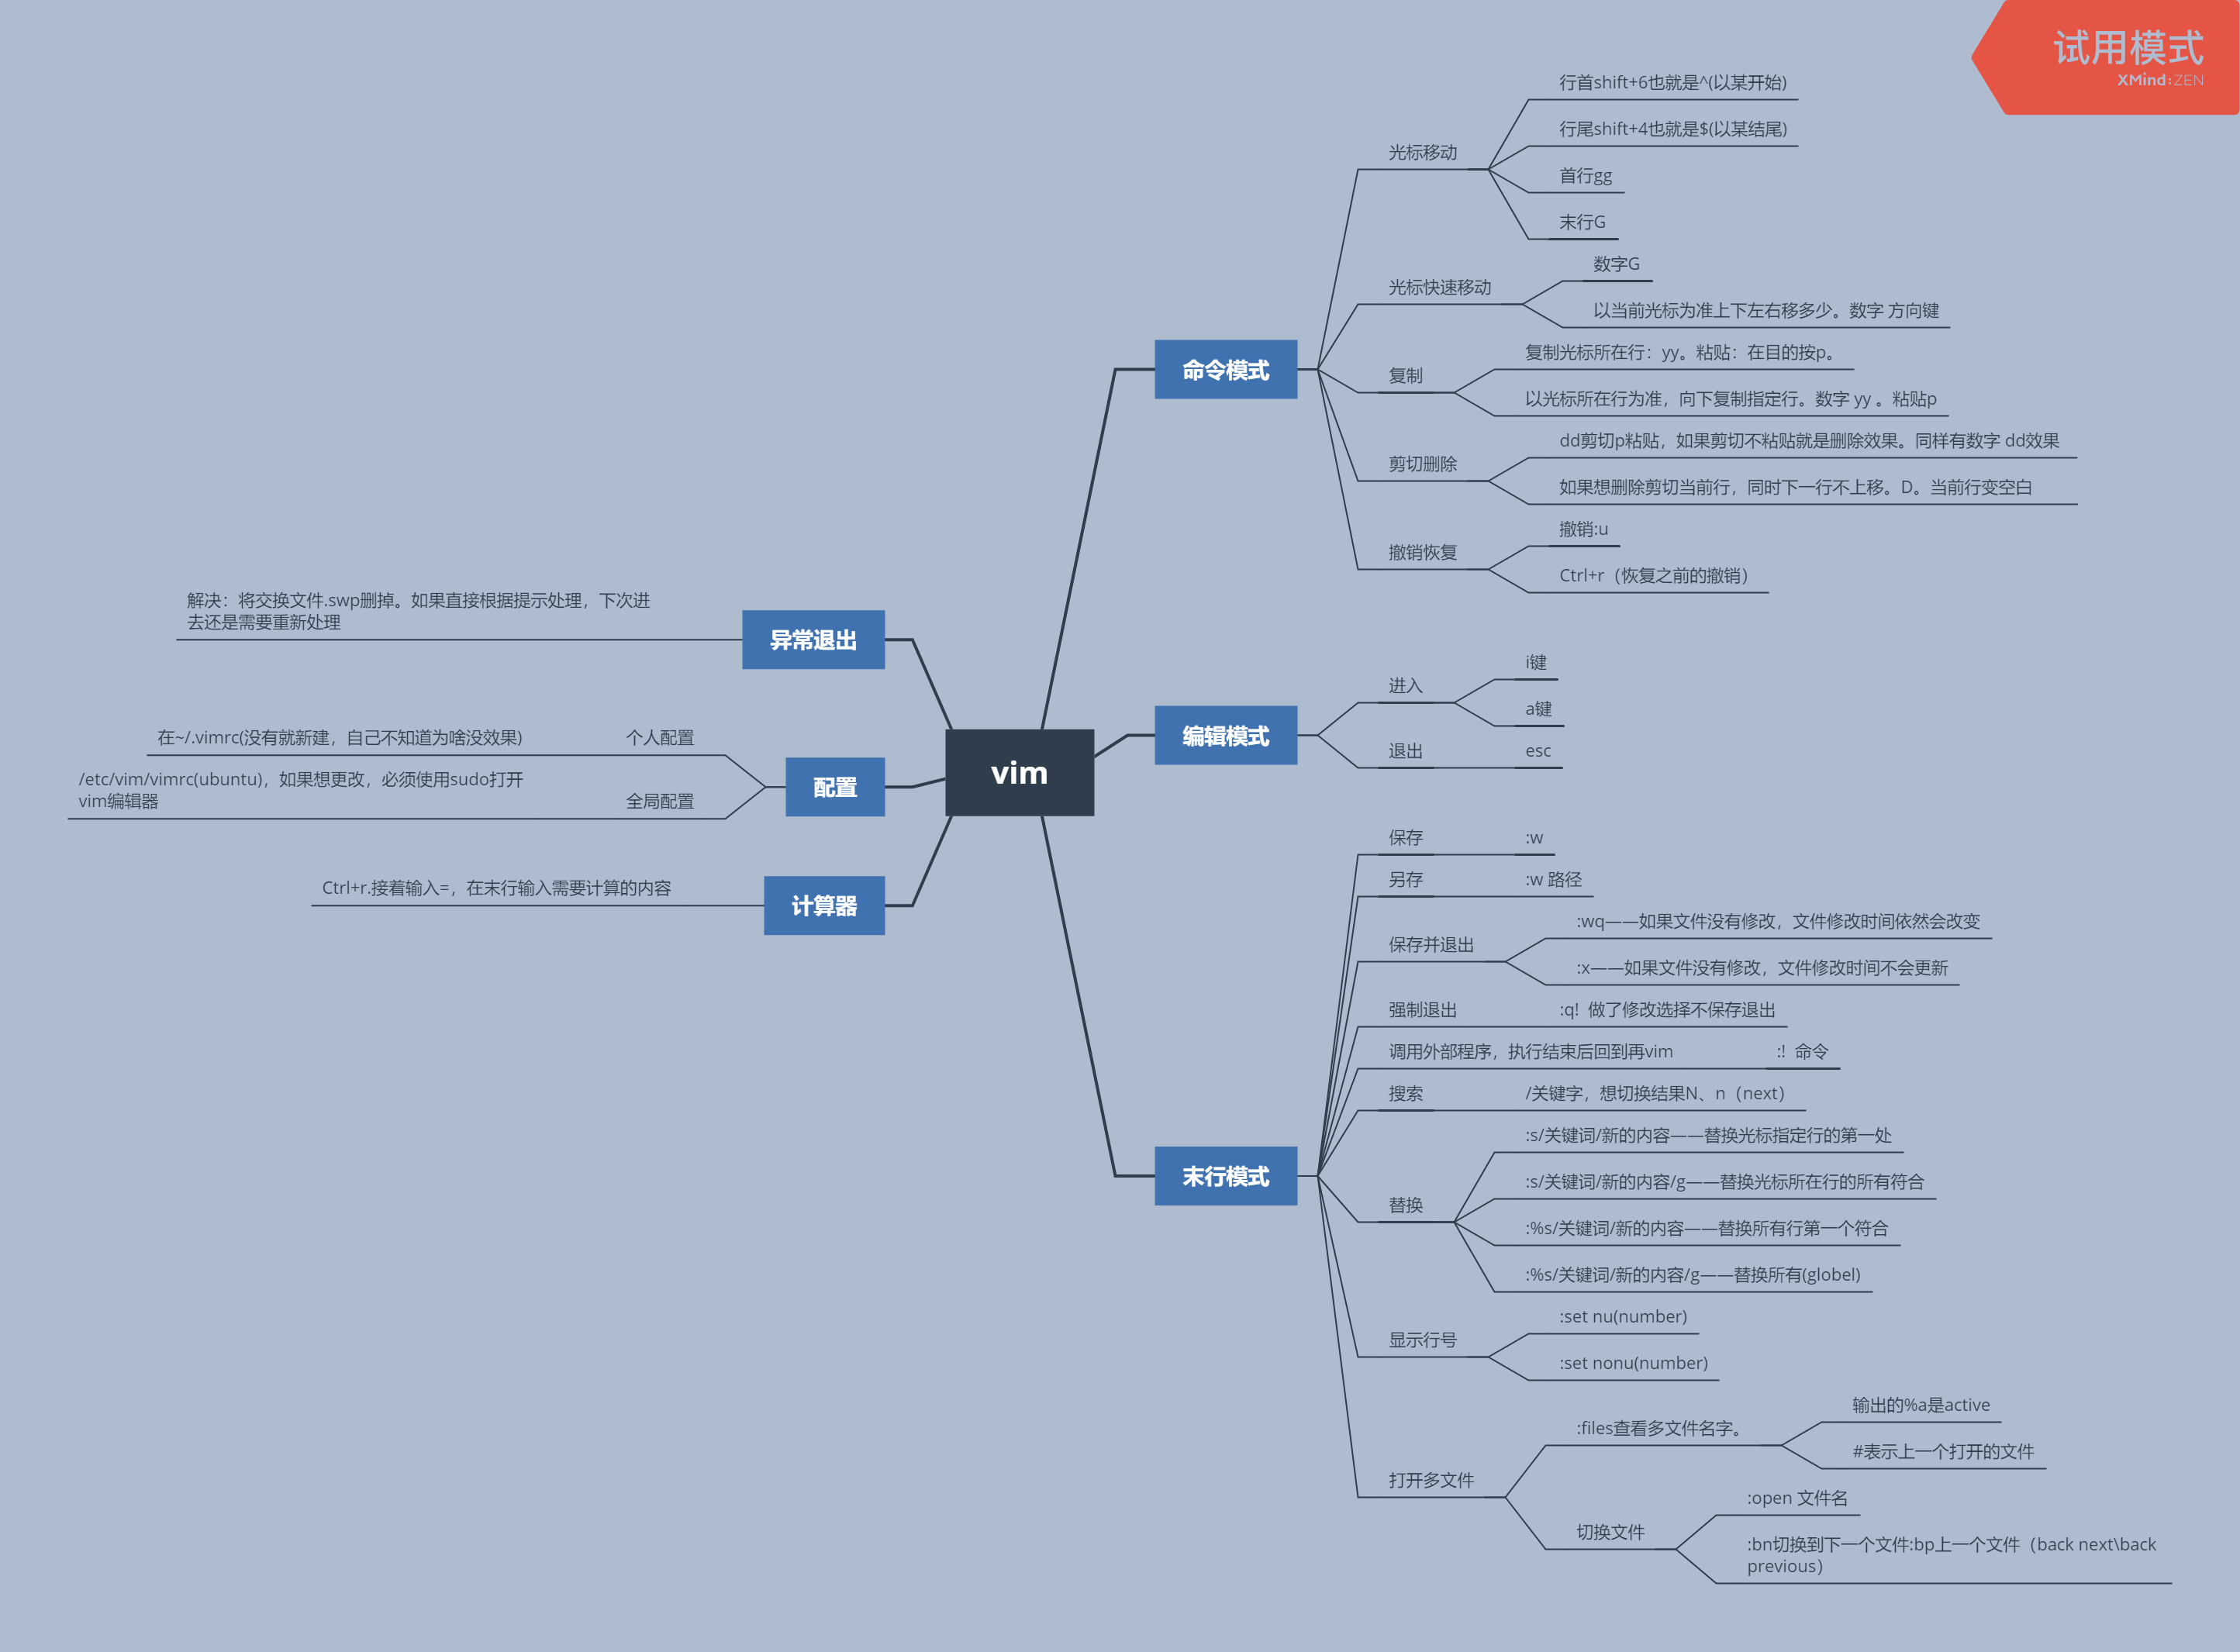 试用模式
XMind:ZEN
vim
命令模式
光标移动
行首shift+6也就是^(以某开始)
行尾shift+4也就是$(以某结尾)
首行gg
末行G
光标快速移动
数字G
以当前光标为准上下左右移多少。数字 方向键
复制
复制光标所在行：yy。粘贴：在目的按p。
以光标所在行为准，向下复制指定行。数字 yy 。粘贴p
剪切删除
dd剪切p粘贴，如果剪切不粘贴就是删除效果。同样有数字 dd效果
如果想删除剪切当前行，同时下一行不上移。D。当前行变空白
撤销恢复
撤销:u
Ctrl+r（恢复之前的撤销）
编辑模式
进入
i键
a键
退出
esc
末行模式
保存
:w
另存
:w 路径
保存并退出
:wq——如果文件没有修改，文件修改时间依然会改变
:x——如果文件没有修改，文件修改时间不会更新
强制退出
:q! 做了修改选择不保存退出
调用外部程序，执行结束后回到再vim
:! 命令
搜索
/关键字，想切换结果N、n（next）
替换
:s/关键词/新的内容——替换光标指定行的第一处
:s/关键词/新的内容/g——替换光标所在行的所有符合
:%s/关键词/新的内容——替换所有行第一个符合
:%s/关键词/新的内容/g——替换所有(globel)
显示行号
:set nu(number)
:set nonu(number)
打开多文件
:files查看多文件名字。
输出的%a是active
#表示上一个打开的文件
切换文件
:open 文件名
:bn切换到下一个文件:bp上一个文件（back next\back
previous）
异常退出
解决：将交换文件.swp删掉。如果直接根据提示处理，下次进
去还是需要重新处理
配置
个人配置
在~/.vimrc(没有就新建，自己不知道为啥没效果)
全局配置
/etc/vim/vimrc(ubuntu)，如果想更改，必须使用sudo打开
vim编辑器
计算器
Ctrl+r.接着输入=，在末行输入需要计算的内容